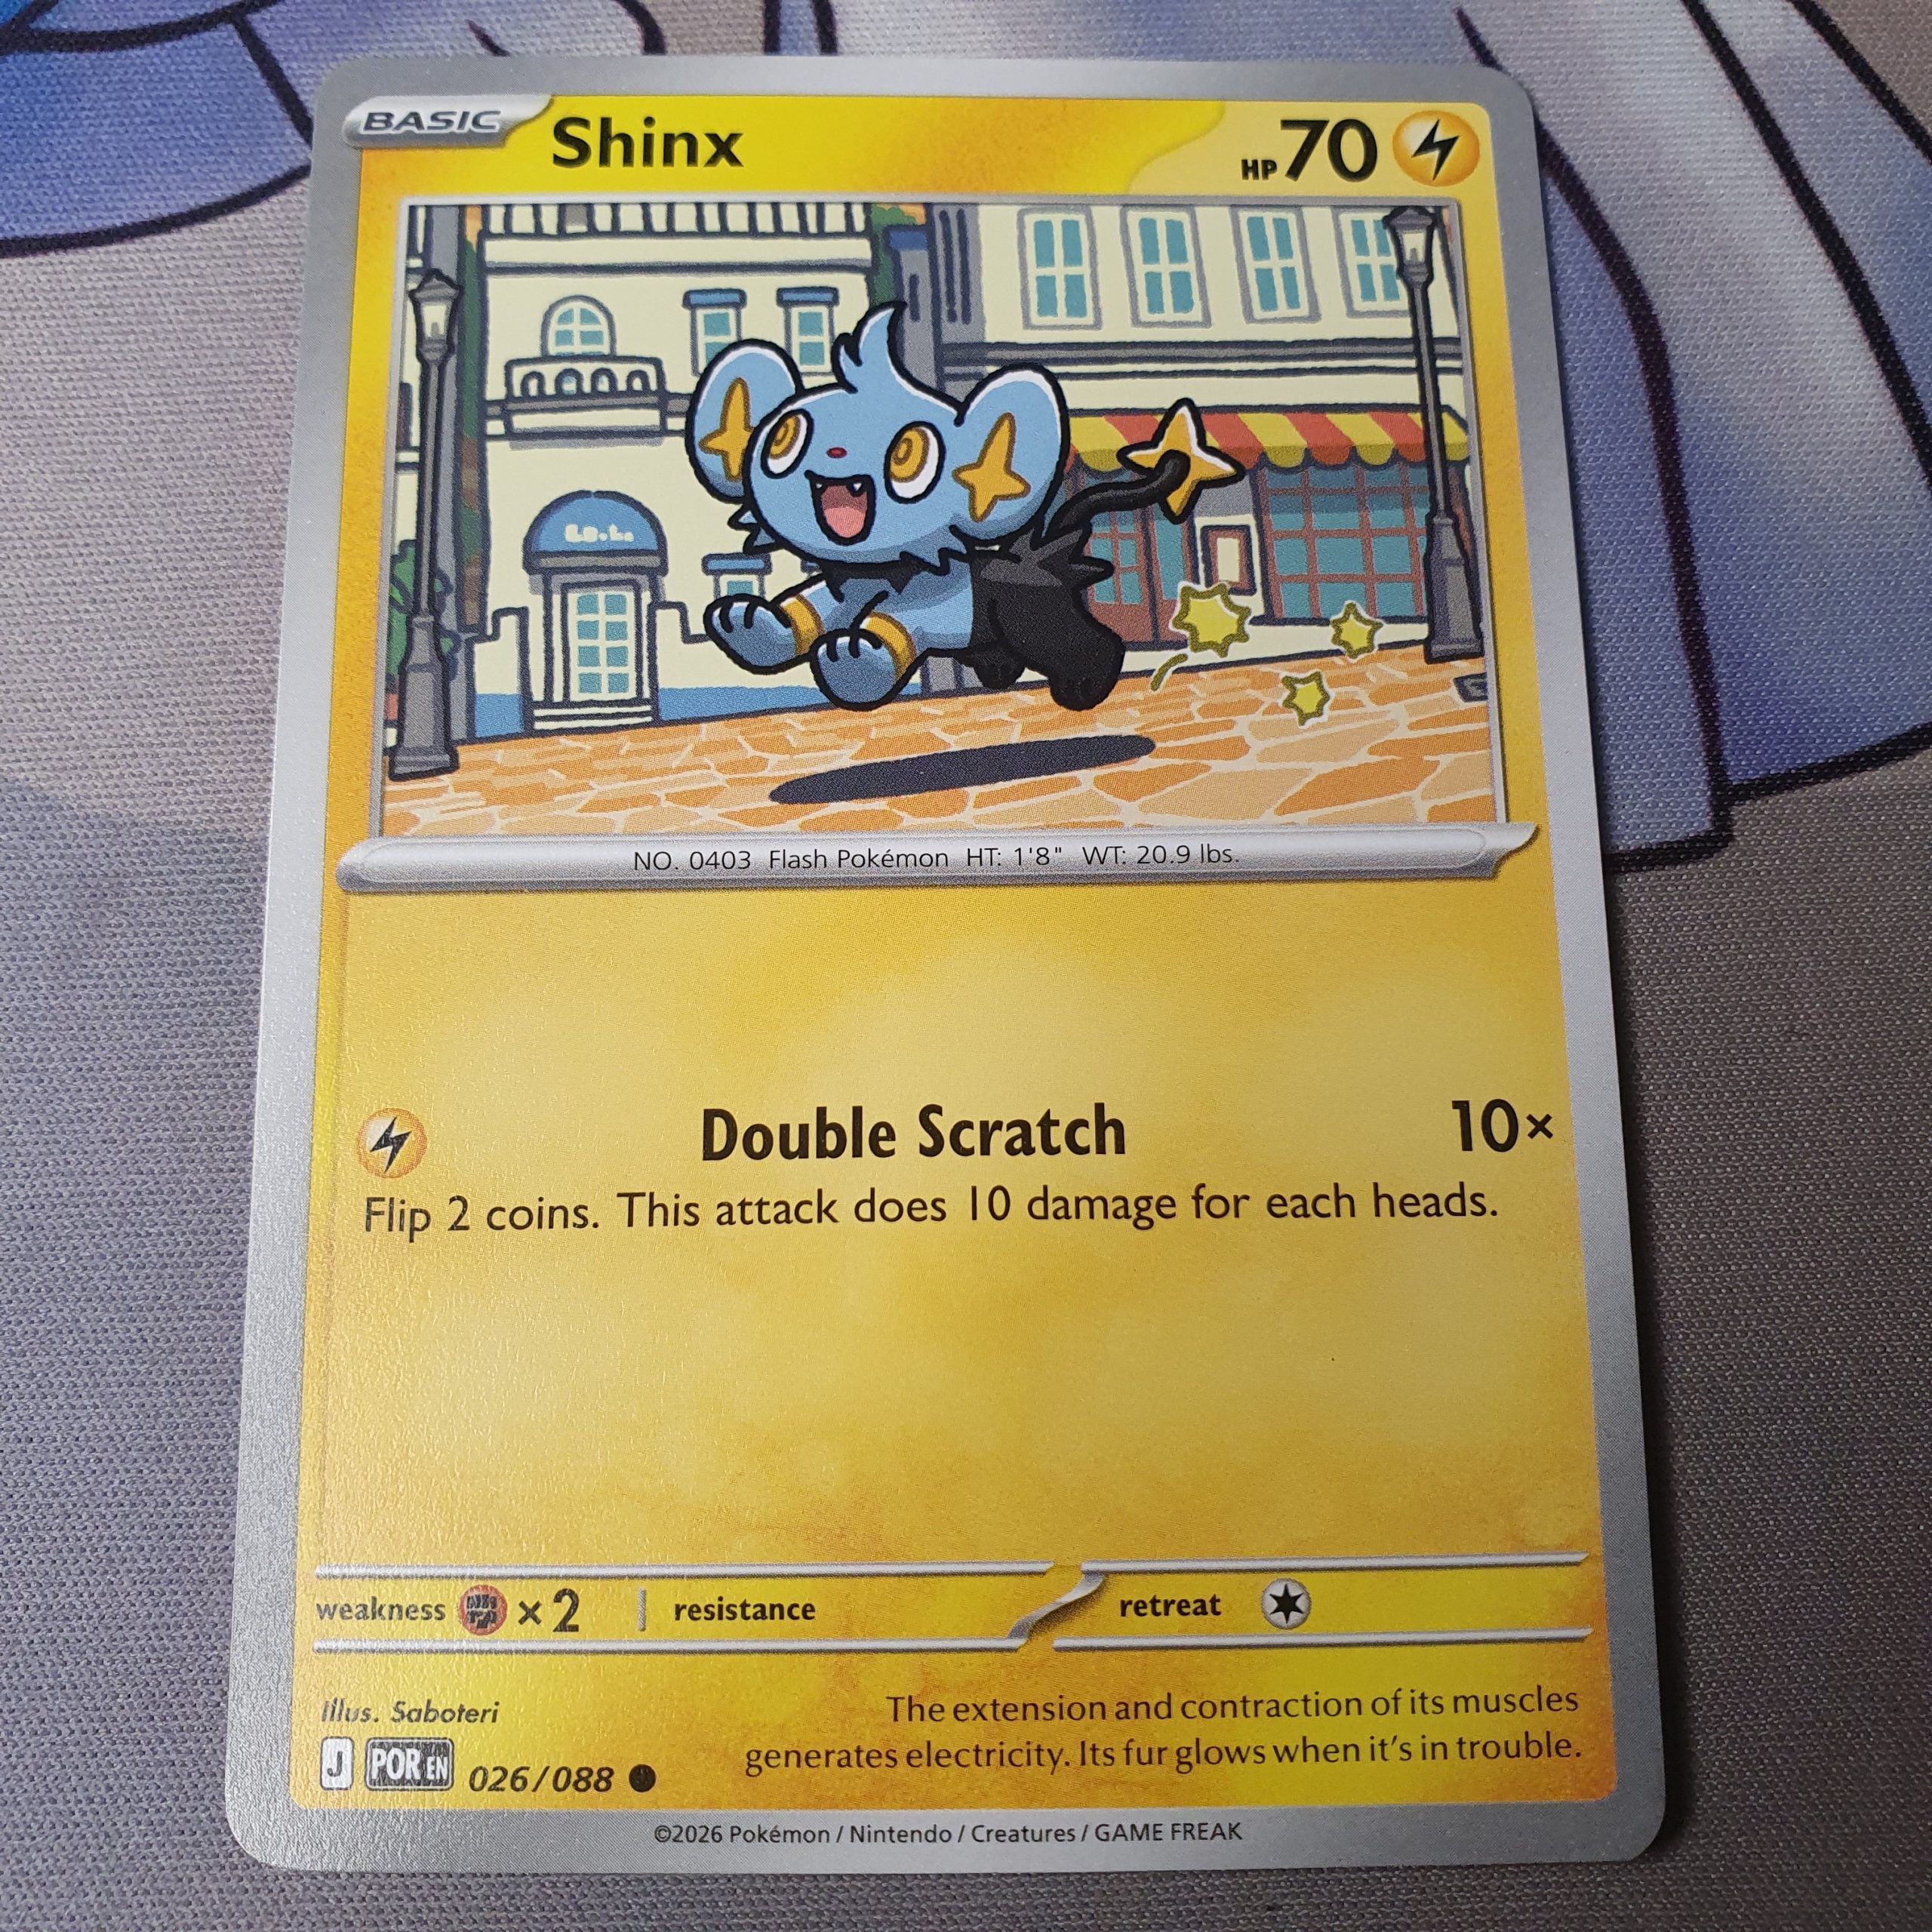 BASIC
Shinx
HP 70
NO. 0403 Flash Pokémon HT: 1'8" WT: 20.9 lbs.
Double Scratch 10×
Flip 2 coins. This attack does 10 damage for each heads.
weakness ×2 resistance retreat
Illus. Saboteri
The extension and contraction of its muscles
generates electricity. Its fur glows when it's in trouble.
J POR EN 026/088
©2026 Pokémon / Nintendo / Creatures / GAME FREAK